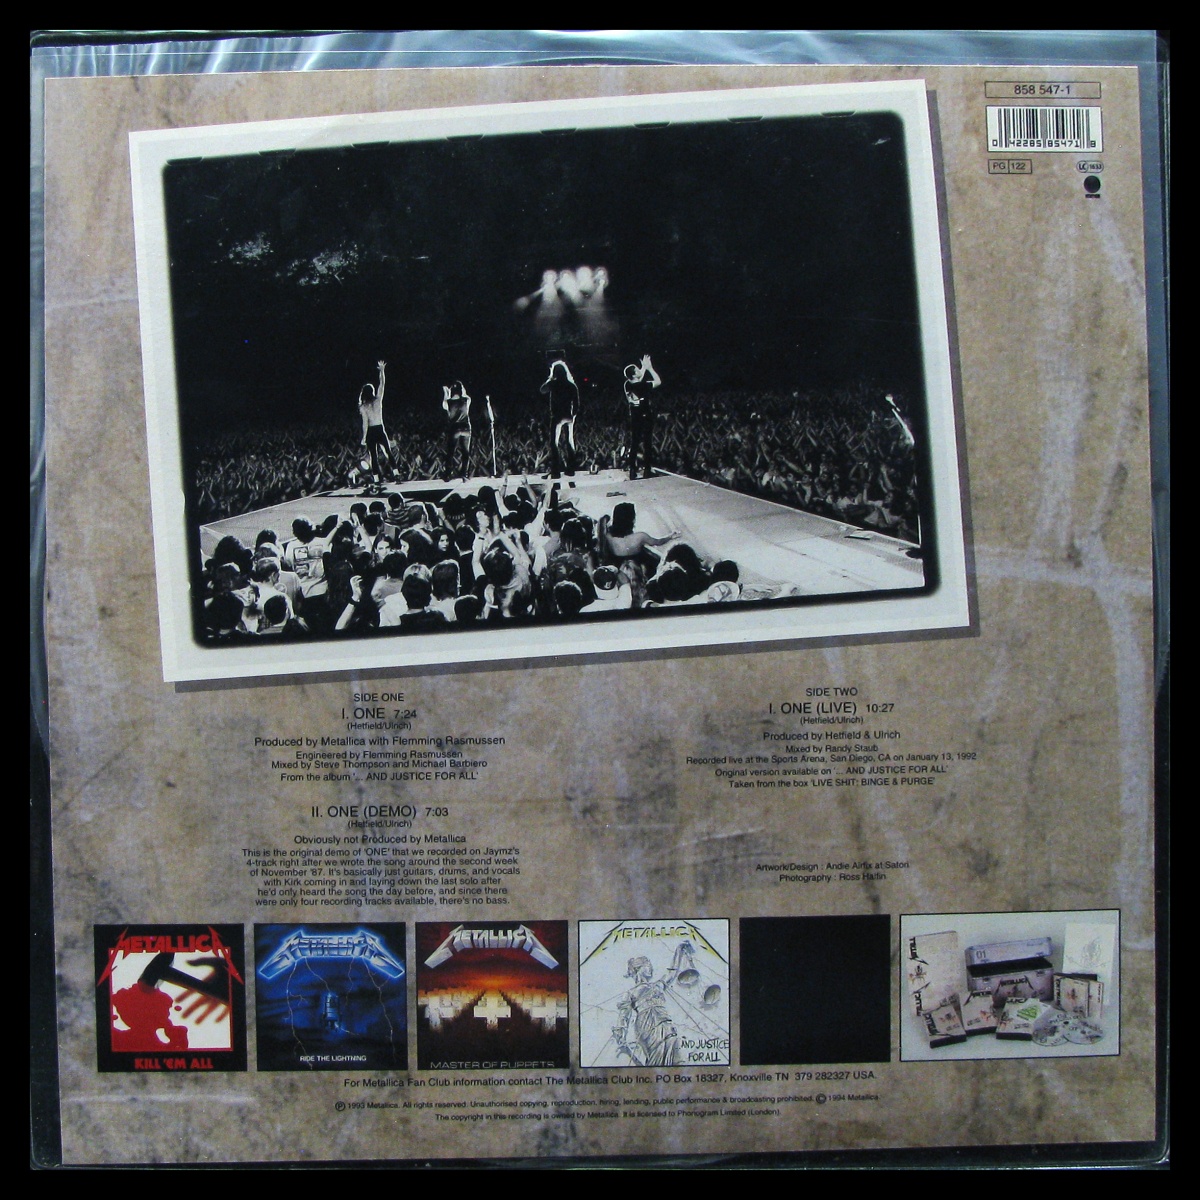 858 547-1
0 42285 85471 8
PG 122
LC 1633
SIDE ONE
I. ONE 7:24
(Hetfield/Ulrich)
Produced by Metallica with Flemming Rasmussen
Engineered by Flemming Rasmussen
Mixed by Steve Thompson and Michael Barbiero
From the album '... AND JUSTICE FOR ALL'
II. ONE (DEMO) 7:03
(Hetfield/Ulrich)
Obviously not Produced by Metallica
This is the original demo of 'ONE' that we recorded on Jaymz's
4-track right after we wrote the song around the second week
of November '87. It's basically just guitars, drums, and vocals
with Kirk coming in and laying down the last solo after
he'd only heard the song the day before, and since there
were only four recording tracks available, there's no bass.
SIDE TWO
I. ONE (LIVE) 10:27
(Hetfield/Ulrich)
Produced by Hetfield & Ulrich
Mixed by Randy Staub
Recorded live at the Sports Arena, San Diego, CA on January 13, 1992
Original version available on '... AND JUSTICE FOR ALL'
Taken from the box 'LIVE SHIT: BINGE & PURGE'
Artwork/Design : Andie Airfix at Satori
Photography : Ross Halfin
METALLICA
KILL 'EM ALL
METALLICA
RIDE THE LIGHTNING
METALLICA
MASTER OF PUPPETS
METALLICA
...AND JUSTICE
FOR ALL
For Metallica Fan Club information contact The Metallica Club Inc. PO Box 18327, Knoxville TN 379 282327 USA.
℗ 1993 Metallica. All rights reserved. Unauthorised copying, reproduction, hiring, lending, public performance & broadcasting prohibited. © 1994 Metallica.
The copyright in this recording is owned by Metallica. It is licensed to Phonogram Limited (London).